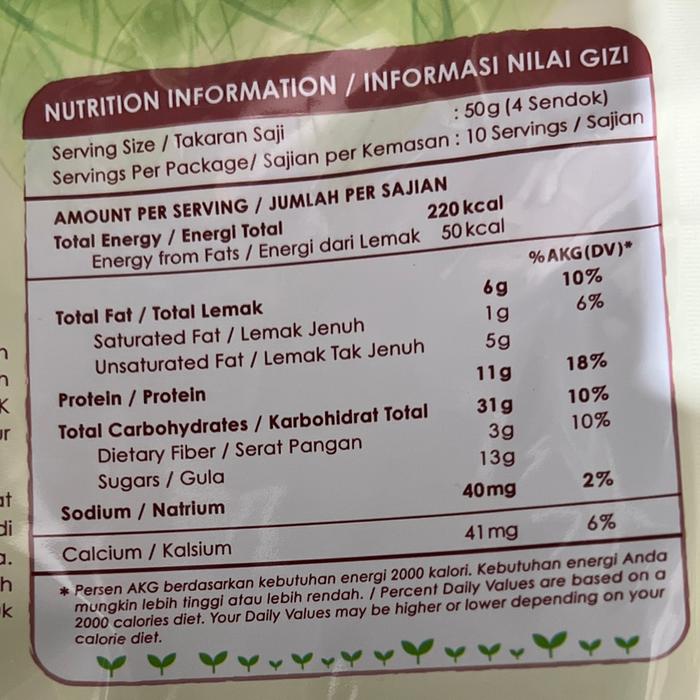 NUTRITION INFORMATION / INFORMASI NILAI GIZI
Serving Size / Takaran Saji : 50g (4 Sendok)
Servings Per Package/ Sajian per Kemasan : 10 Servings / Sajian
AMOUNT PER SERVING / JUMLAH PER SAJIAN
Total Energy / Energi Total 220 kcal
Energy from Fats / Energi dari Lemak 50 kcal
%AKG(DV)*
Total Fat / Total Lemak 6g 10%
Saturated Fat / Lemak Jenuh 1g 6%
Unsaturated Fat / Lemak Tak Jenuh 5g
Protein / Protein 11g 18%
Total Carbohydrates / Karbohidrat Total 31g 10%
Dietary Fiber / Serat Pangan 3g 10%
Sugars / Gula 13g
Sodium / Natrium 40mg 2%
Calcium / Kalsium 41mg 6%
* Persen AKG berdasarkan kebutuhan energi 2000 kalori. Kebutuhan energi Anda
mungkin lebih tinggi atau lebih rendah. / Percent Daily Values are based on a
2000 calories diet. Your Daily Values may be higher or lower depending on your
calorie diet.